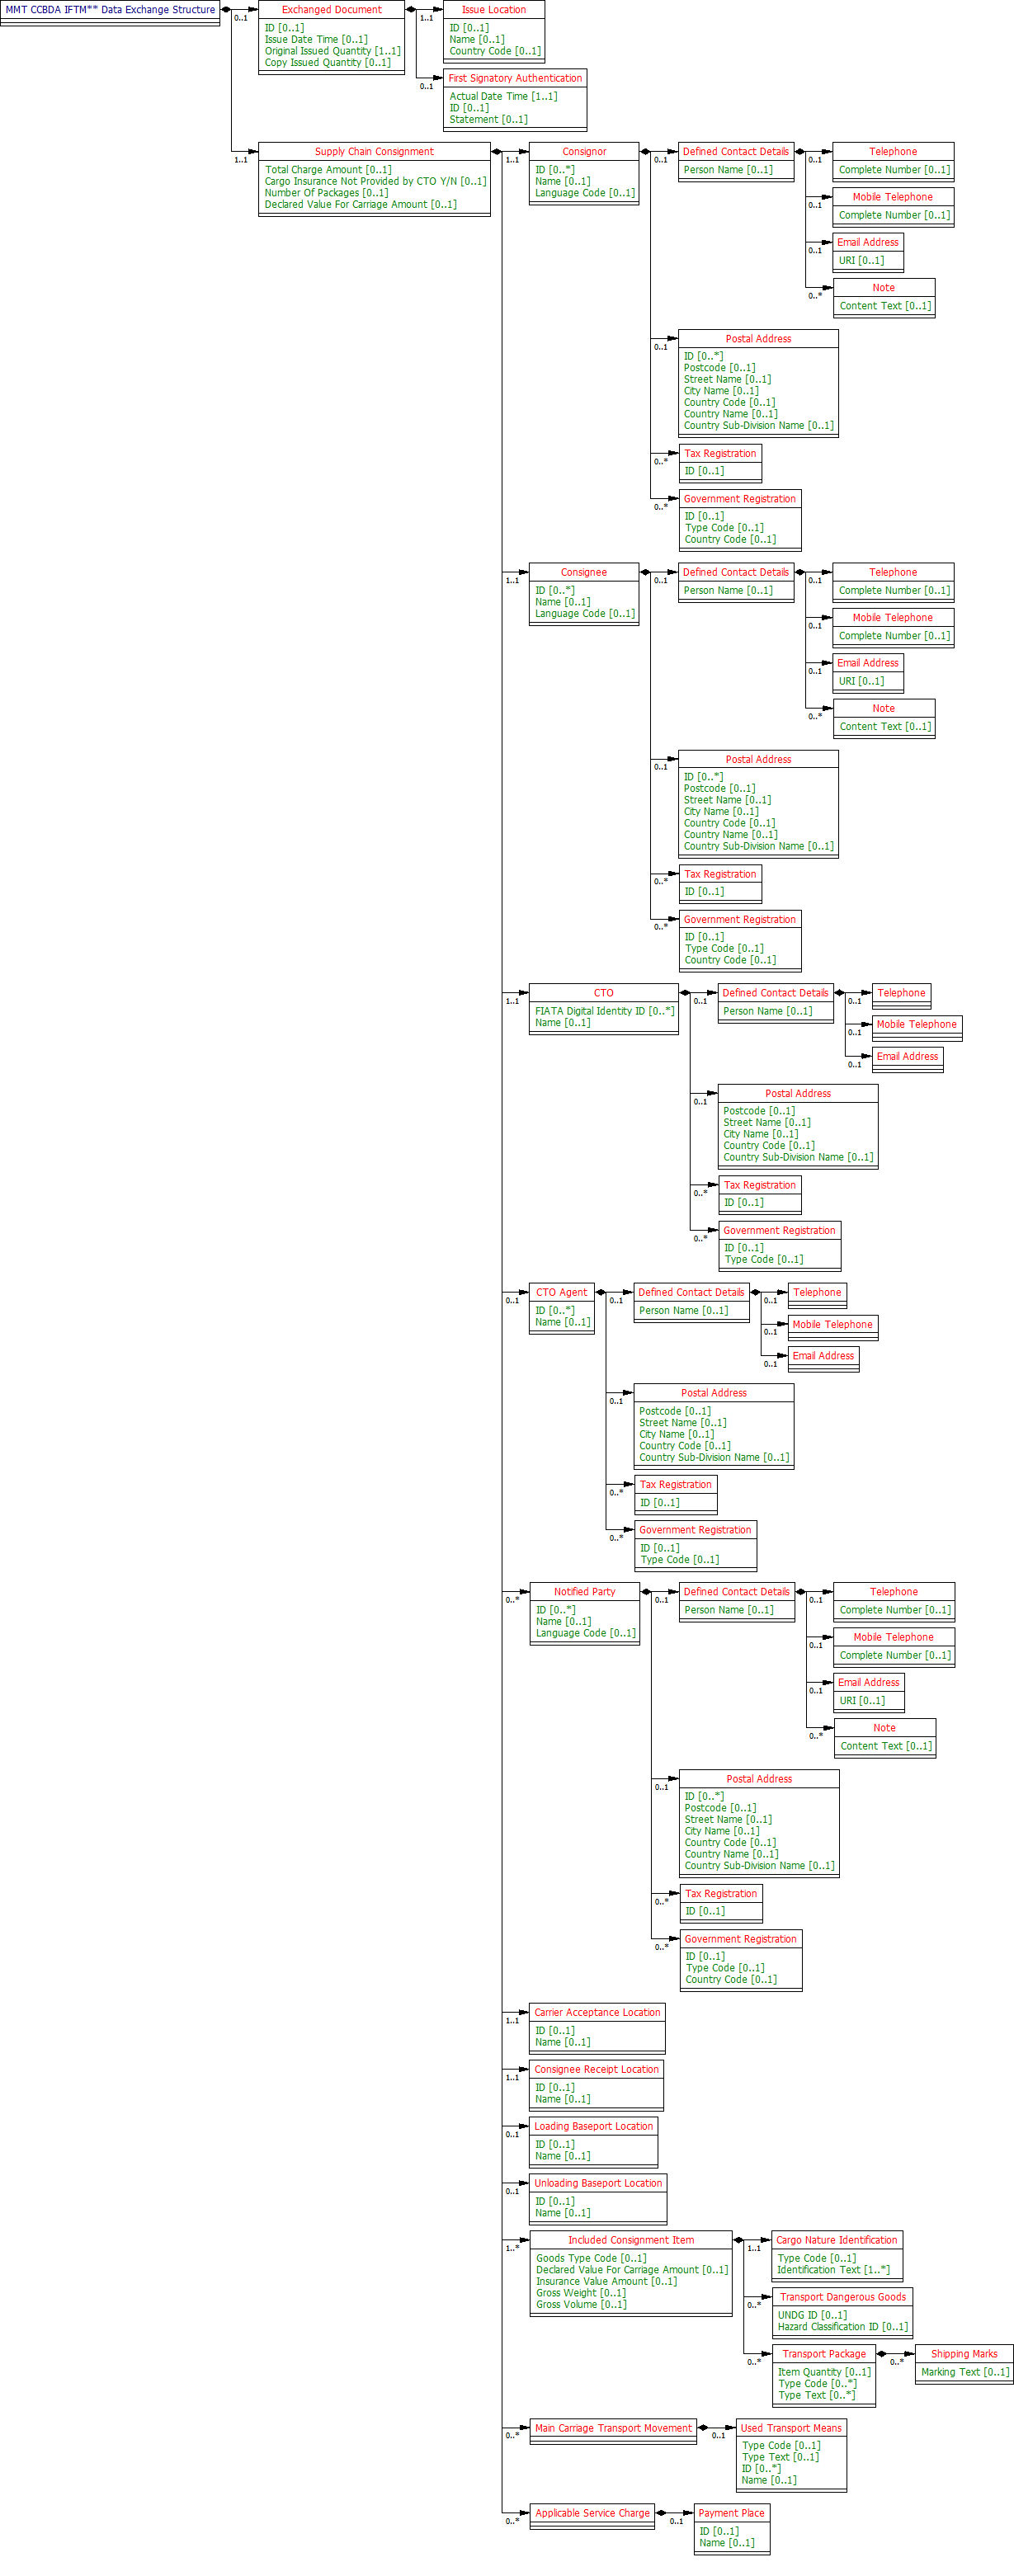 MMT CCBDA IFTM** Data Exchange Structure
0..1
Exchanged Document
ID [0..1]
Issue Date Time [0..1]
Original Issued Quantity [1..1]
Copy Issued Quantity [0..1]
1..1
Issue Location
ID [0..1]
Name [0..1]
Country Code [0..1]
0..1
First Signatory Authentication
Actual Date Time [1..1]
ID [0..1]
Statement [0..1]
1..1
Supply Chain Consignment
Total Charge Amount [0..1]
Cargo Insurance Not Provided by CTO Y/N [0..1]
Number Of Packages [0..1]
Declared Value For Carriage Amount [0..1]
1..1
Consignor
ID [0..*]
Name [0..1]
Language Code [0..1]
0..1
Defined Contact Details
Person Name [0..1]
0..1
Telephone
Complete Number [0..1]
0..1
Mobile Telephone
Complete Number [0..1]
0..1
Email Address
URI [0..1]
0..*
Note
Content Text [0..1]
0..1
Postal Address
ID [0..*]
Postcode [0..1]
Street Name [0..1]
City Name [0..1]
Country Code [0..1]
Country Name [0..1]
Country Sub-Division Name [0..1]
0..*
Tax Registration
ID [0..1]
0..*
Government Registration
ID [0..1]
Type Code [0..1]
Country Code [0..1]
1..1
Consignee
ID [0..*]
Name [0..1]
Language Code [0..1]
0..1
Defined Contact Details
Person Name [0..1]
0..1
Telephone
Complete Number [0..1]
0..1
Mobile Telephone
Complete Number [0..1]
0..1
Email Address
URI [0..1]
0..*
Note
Content Text [0..1]
0..1
Postal Address
ID [0..*]
Postcode [0..1]
Street Name [0..1]
City Name [0..1]
Country Code [0..1]
Country Name [0..1]
Country Sub-Division Name [0..1]
0..*
Tax Registration
ID [0..1]
0..*
Government Registration
ID [0..1]
Type Code [0..1]
Country Code [0..1]
1..1
CTO
FIATA Digital Identity ID [0..*]
Name [0..1]
0..1
Defined Contact Details
Person Name [0..1]
0..1
Telephone
0..1
Mobile Telephone
0..1
Email Address
0..1
Postal Address
Postcode [0..1]
Street Name [0..1]
City Name [0..1]
Country Code [0..1]
Country Sub-Division Name [0..1]
0..*
Tax Registration
ID [0..1]
0..*
Government Registration
ID [0..1]
Type Code [0..1]
0..1
CTO Agent
ID [0..*]
Name [0..1]
0..1
Defined Contact Details
Person Name [0..1]
0..1
Telephone
0..1
Mobile Telephone
0..1
Email Address
0..1
Postal Address
Postcode [0..1]
Street Name [0..1]
City Name [0..1]
Country Code [0..1]
Country Sub-Division Name [0..1]
0..*
Tax Registration
ID [0..1]
0..*
Government Registration
ID [0..1]
Type Code [0..1]
0..*
Notified Party
ID [0..*]
Name [0..1]
Language Code [0..1]
0..1
Defined Contact Details
Person Name [0..1]
0..1
Telephone
Complete Number [0..1]
0..1
Mobile Telephone
Complete Number [0..1]
0..1
Email Address
URI [0..1]
0..*
Note
Content Text [0..1]
0..1
Postal Address
ID [0..*]
Postcode [0..1]
Street Name [0..1]
City Name [0..1]
Country Code [0..1]
Country Name [0..1]
Country Sub-Division Name [0..1]
0..*
Tax Registration
ID [0..1]
0..*
Government Registration
ID [0..1]
Type Code [0..1]
Country Code [0..1]
1..1
Carrier Acceptance Location
ID [0..1]
Name [0..1]
1..1
Consignee Receipt Location
ID [0..1]
Name [0..1]
0..1
Loading Baseport Location
ID [0..1]
Name [0..1]
0..1
Unloading Baseport Location
ID [0..1]
Name [0..1]
1..*
Included Consignment Item
Goods Type Code [0..1]
Declared Value For Carriage Amount [0..1]
Insurance Value Amount [0..1]
Gross Weight [0..1]
Gross Volume [0..1]
1..1
Cargo Nature Identification
Type Code [0..1]
Identification Text [1..*]
0..*
Transport Dangerous Goods
UNDG ID [0..1]
Hazard Classification ID [0..1]
0..*
Transport Package
Item Quantity [0..1]
Type Code [0..*]
Type Text [0..*]
0..*
Shipping Marks
Marking Text [0..1]
0..*
Main Carriage Transport Movement
0..1
Used Transport Means
Type Code [0..1]
Type Text [0..1]
ID [0..*]
Name [0..1]
0..*
Applicable Service Charge
0..1
Payment Place
ID [0..1]
Name [0..1]